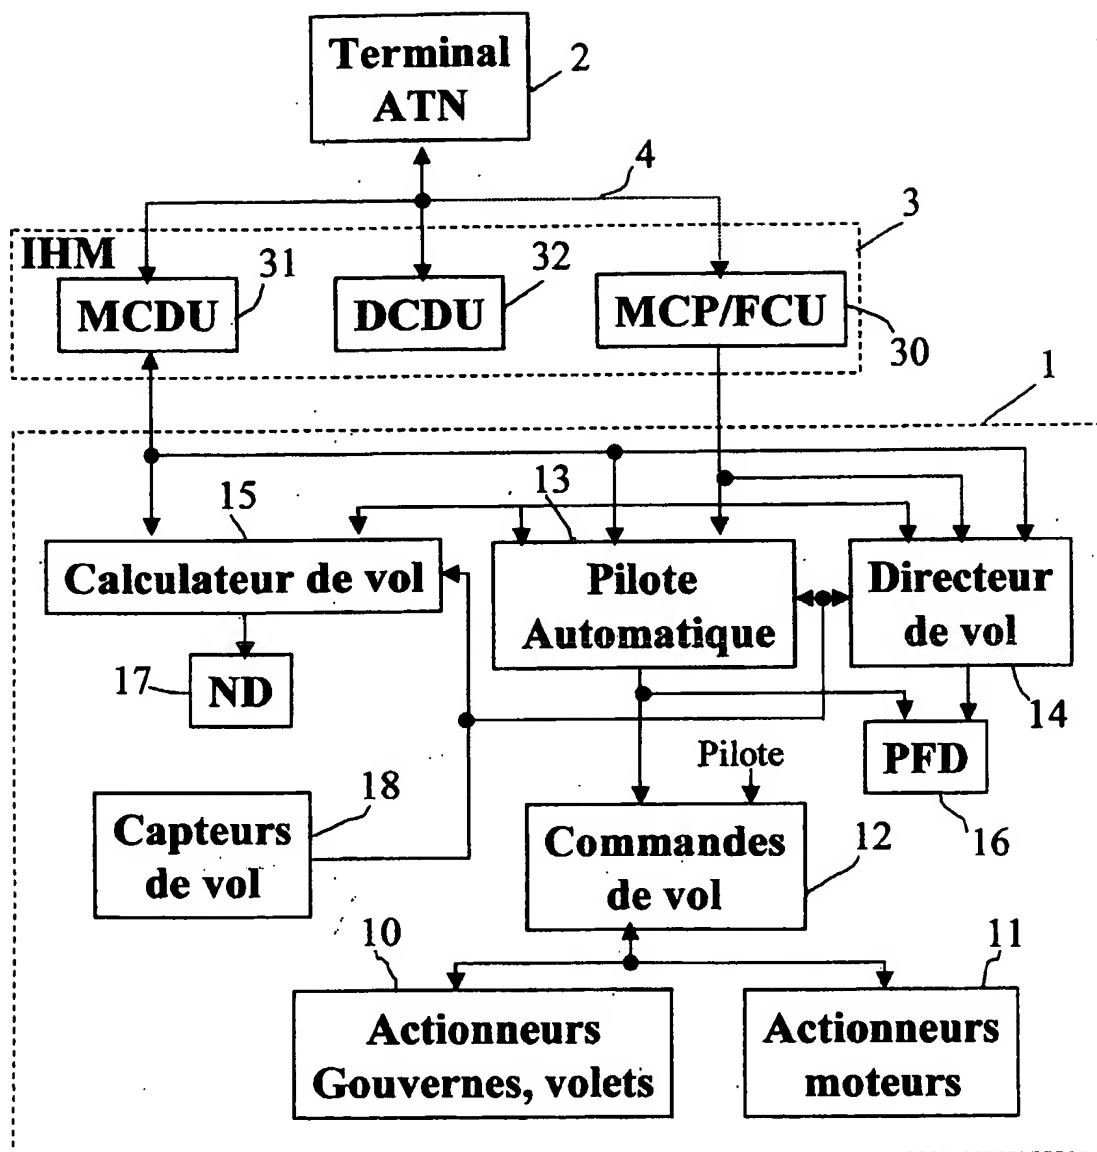 Terminal
ATN
2
4
3
IHM
31
32
MCDU
DCDU
MCP/FCU
30
1
15
13
Calculateur de vol
Pilote
Automatique
Directeur
de vol
17
ND
14
Pilote
PFD
18
Capteurs
de vol
Commandes
de vol
12
16
10
11
Actionneurs
Gouvernes, volets
Actionneurs
moteurs